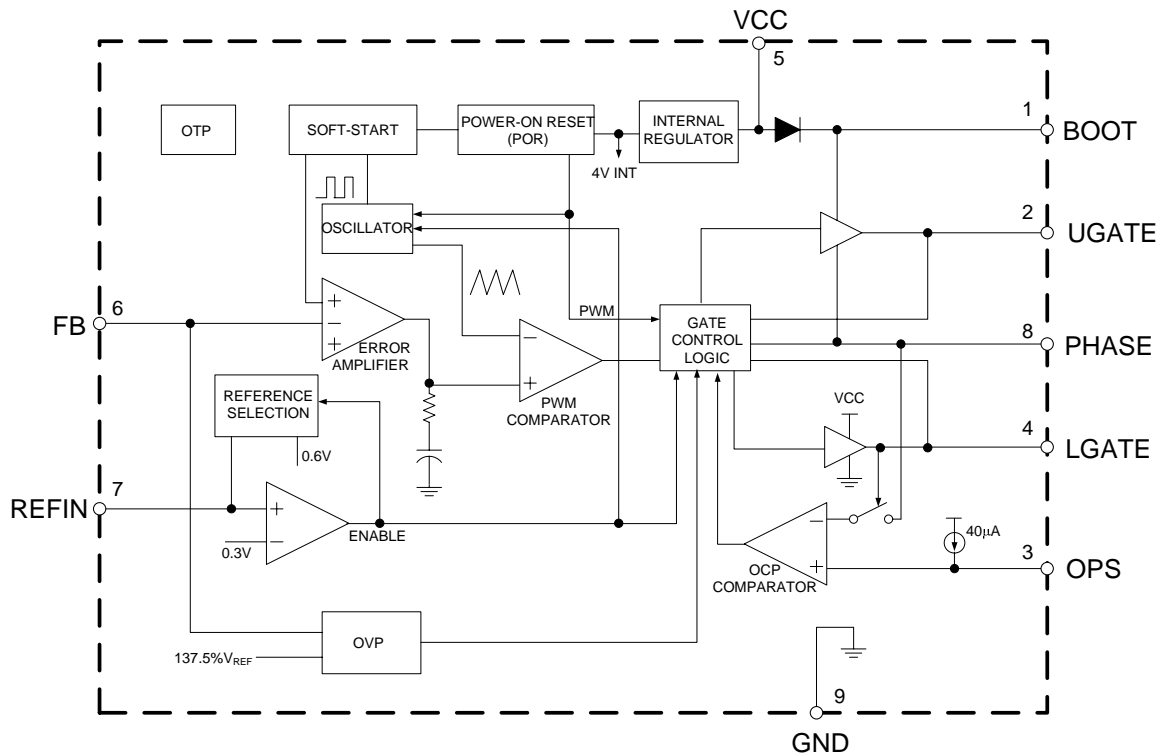 VCC
5
OTP
SOFT-START
POWER-ON RESET
(POR)
INTERNAL
REGULATOR
1
BOOT
4V INT
OSCILLATOR
2
UGATE
6
FB
+
−
+
ERROR
AMPLIFIER
PWM
GATE
CONTROL
LOGIC
−
+
PWM
COMPARATOR
8
PHASE
REFERENCE
SELECTION
0.6V
VCC
4
LGATE
7
REFIN
+
−
0.3V
ENABLE
−
+
OCP
COMPARATOR
40μA
3
OPS
OVP
137.5%VREF
9
GND